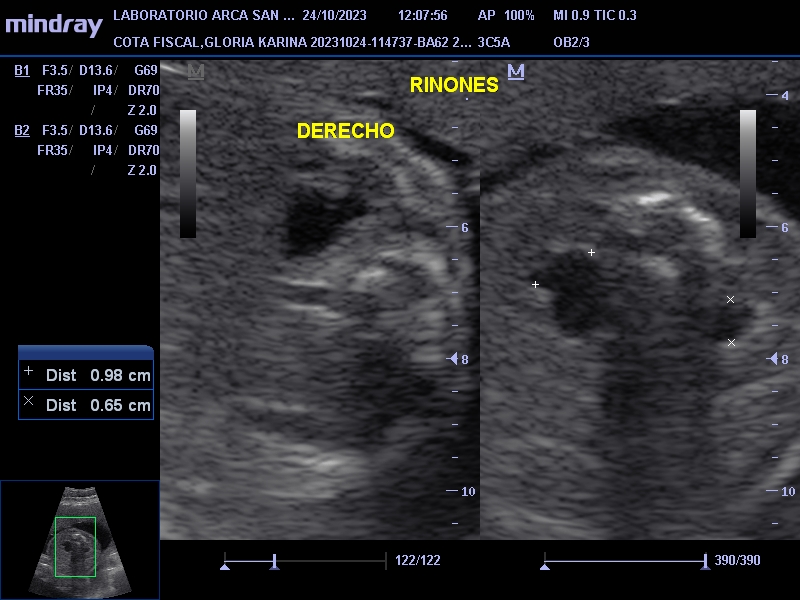 mindray
LABORATORIO ARCA SAN ... 24/10/2023 12:07:56 AP 100% MI 0.9 TIC 0.3
COTA FISCAL,GLORIA KARINA 20231024-114737-BA62 2... 3C5A OB2/3
B1 F3.5/ D13.6/ G69
FR35/ IP4/ DR70
/ Z 2.0
B2 F3.5/ D13.6/ G69
FR35/ IP4/ DR70
/ Z 2.0
M
M
RINONES
DERECHO
4
6
6
8
8
10
10
+ Dist 0.98 cm
× Dist 0.65 cm
122/122
390/390